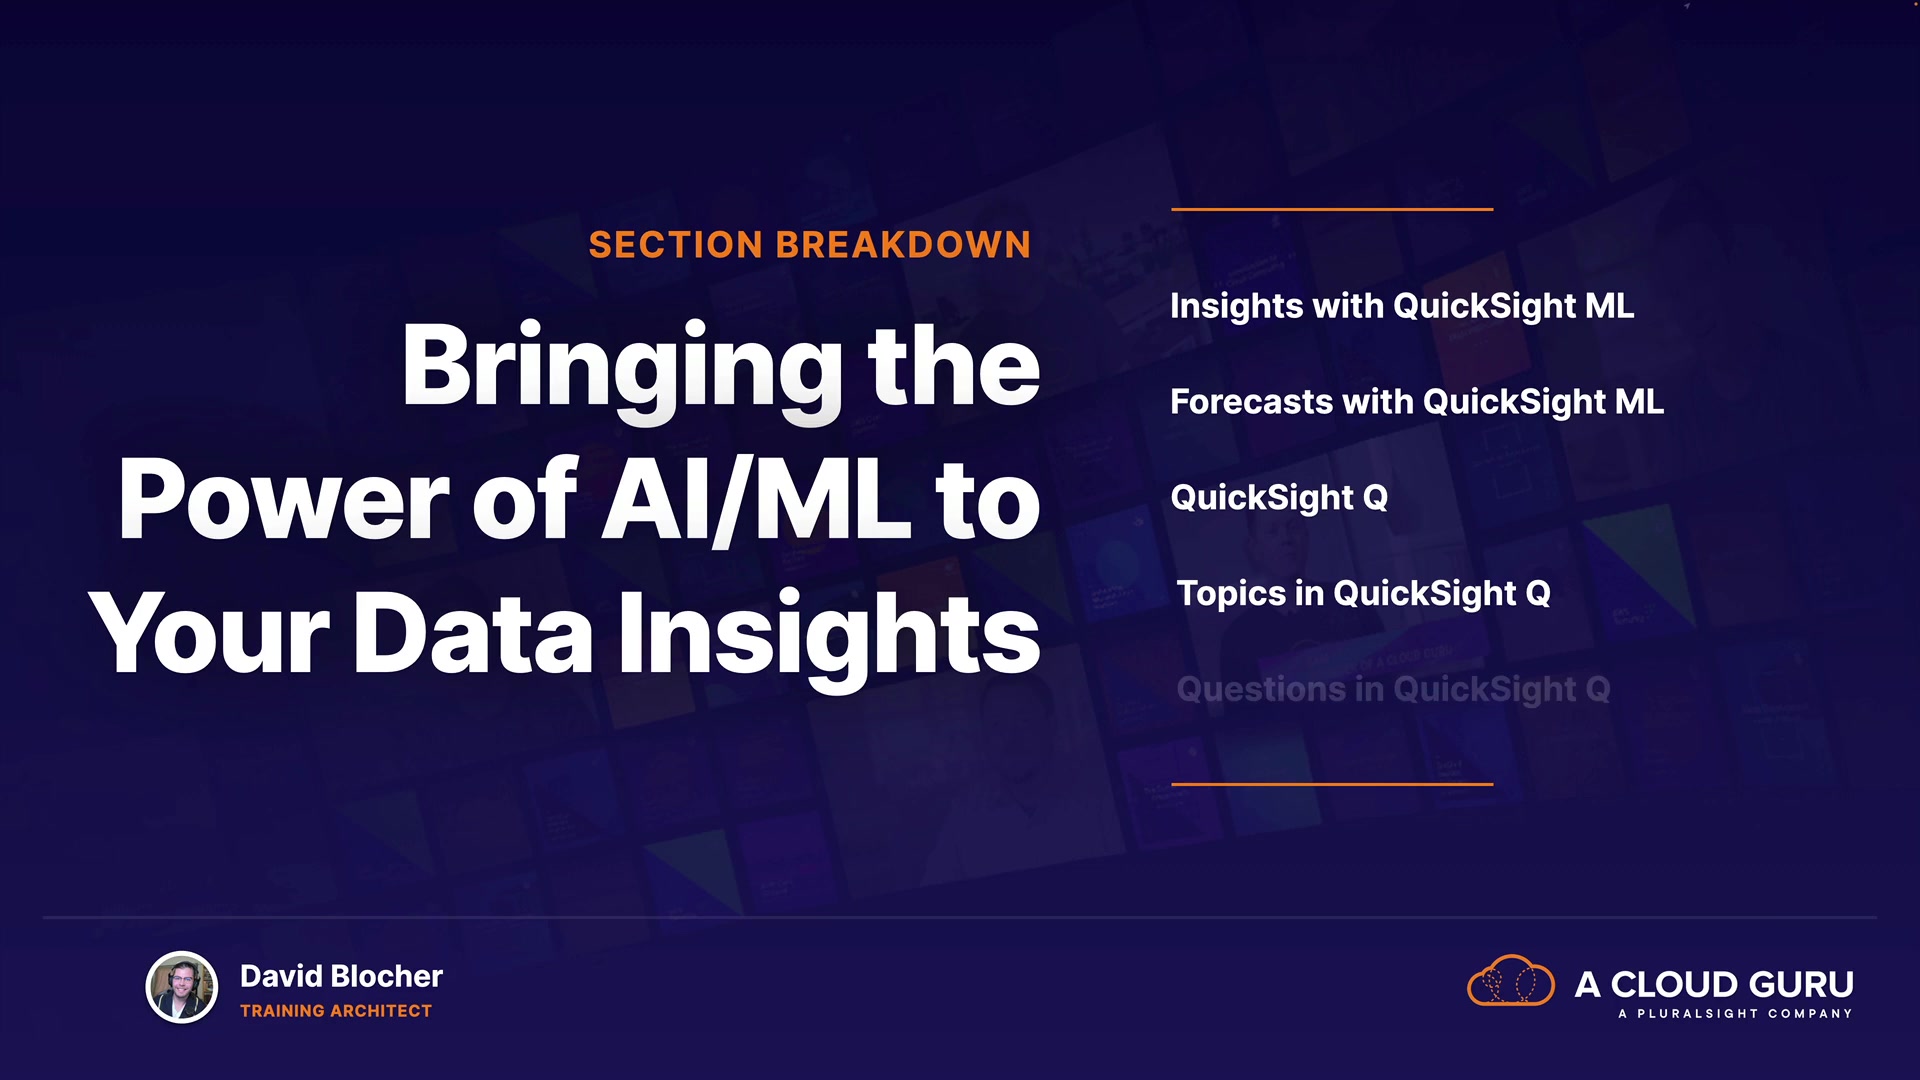 SECTION BREAKDOWN
Bringing the
Power of AI/ML to
Your Data Insights
Insights with QuickSight ML
Forecasts with QuickSight ML
QuickSight Q
Topics in QuickSight Q
Questions in QuickSight Q
David Blocher
TRAINING ARCHITECT
A CLOUD GURU
A PLURALSIGHT COMPANY